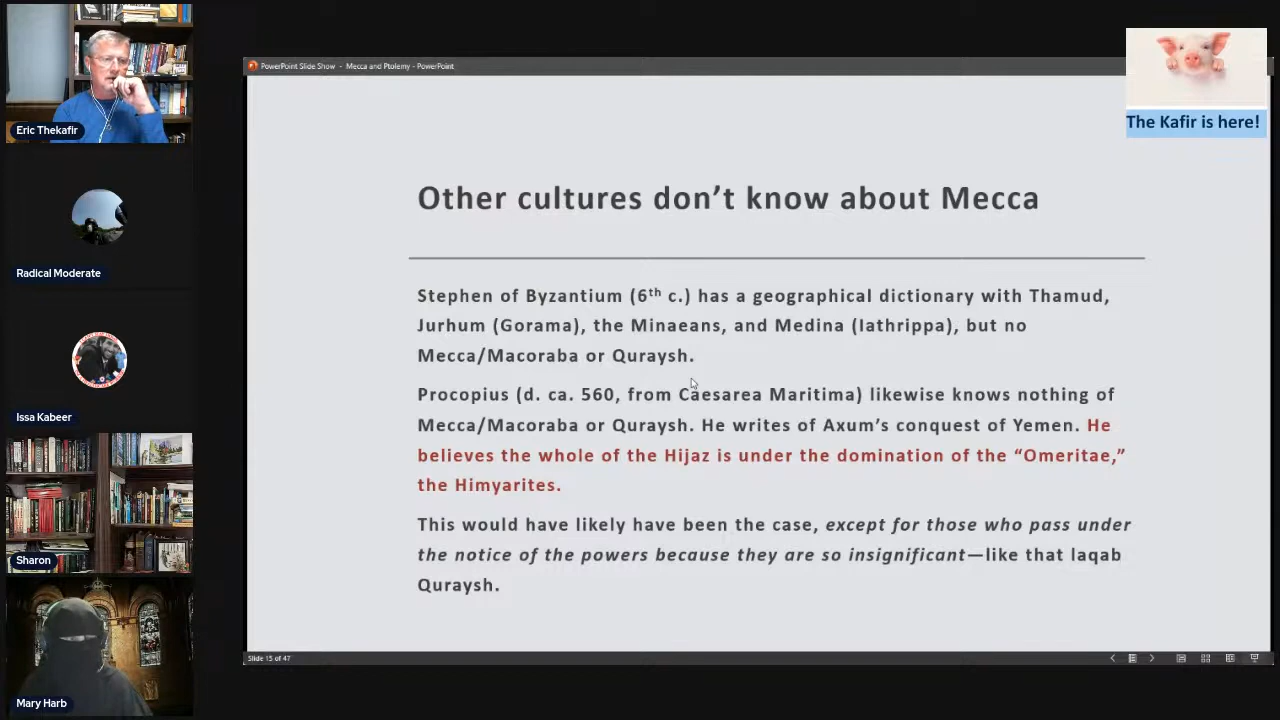 PowerPoint Slide Show - Mecca and Ptolemy - PowerPoint
The Kafir is here!
Eric Thekafir
Radical Moderate
Issa Kabeer
Sharon
Mary Harb
Other cultures don’t know about Mecca
Stephen of Byzantium (6th c.) has a geographical dictionary with Thamud,
Jurhum (Gorama), the Minaeans, and Medina (Iathrippa), but no
Mecca/Macoraba or Quraysh.
Procopius (d. ca. 560, from Caesarea Maritima) likewise knows nothing of
Mecca/Macoraba or Quraysh. He writes of Axum’s conquest of Yemen. He
believes the whole of the Hijaz is under the domination of the “Omeritae,”
the Himyarites.
This would have likely have been the case, except for those who pass under
the notice of the powers because they are so insignificant—like that laqab
Quraysh.
Slide 15 of 47